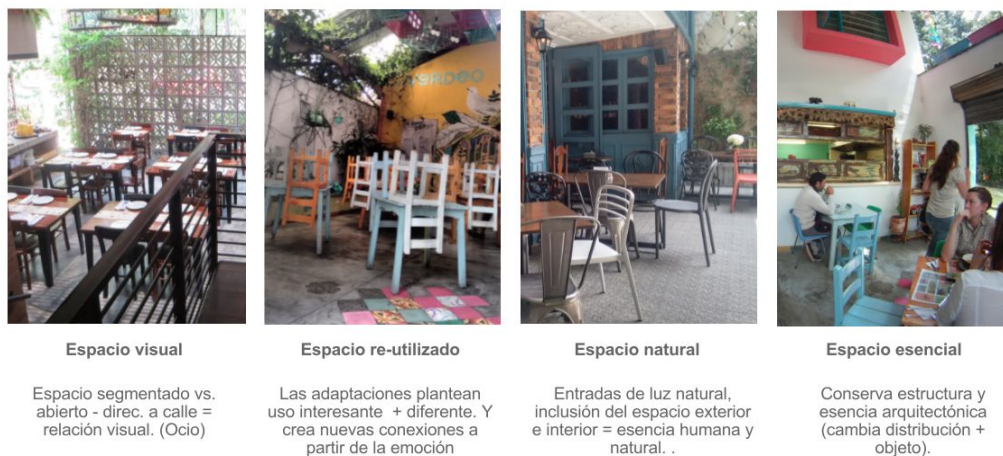 Espacio visual
Espacio segmentado vs.
abierto - direc. a calle =
relación visual. (Ocio)
Espacio re-utilizado
Las adaptaciones plantean
uso interesante + diferente. Y
crea nuevas conexiones a
partir de la emoción
Espacio natural
Entradas de luz natural,
inclusión del espacio exterior
e interior = esencia humana y
natural. .
Espacio esencial
Conserva estructura y
esencia arquitectónica
(cambia distribución +
objeto).